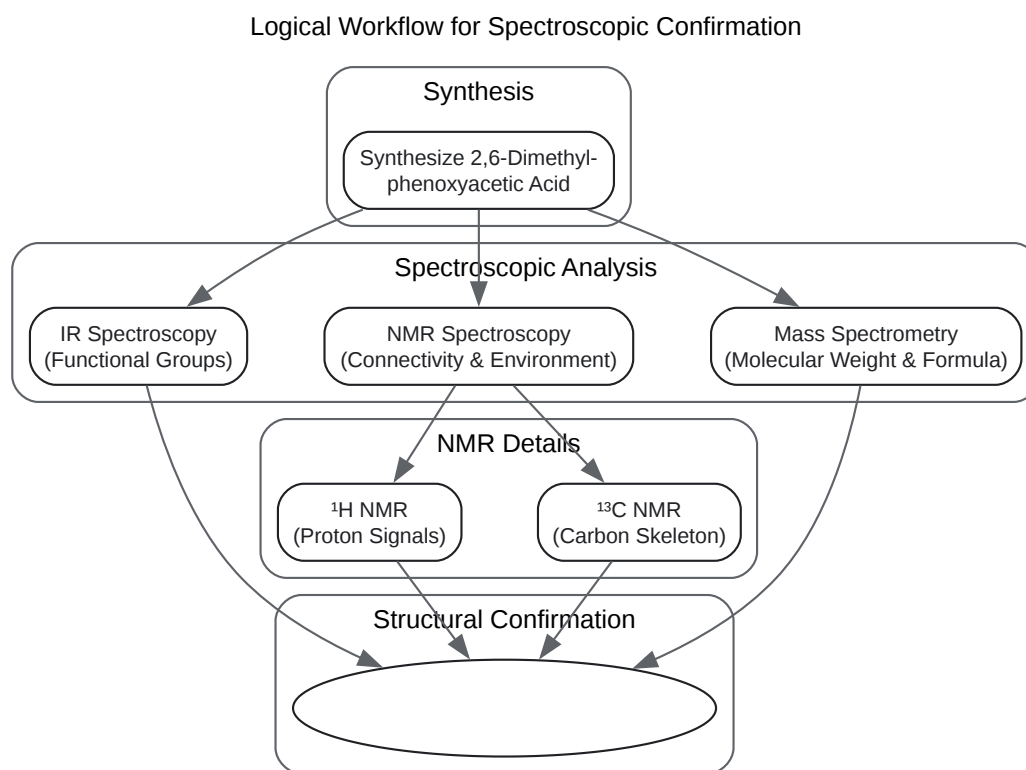 Logical Workflow for Spectroscopic Confirmation
Synthesis
Synthesize 2,6-Dimethyl-
phenoxyacetic Acid
Spectroscopic Analysis
IR Spectroscopy
(Functional Groups)
NMR Spectroscopy
(Connectivity & Environment)
Mass Spectrometry
(Molecular Weight & Formula)
NMR Details
¹H NMR
(Proton Signals)
¹³C NMR
(Carbon Skeleton)
Structural Confirmation